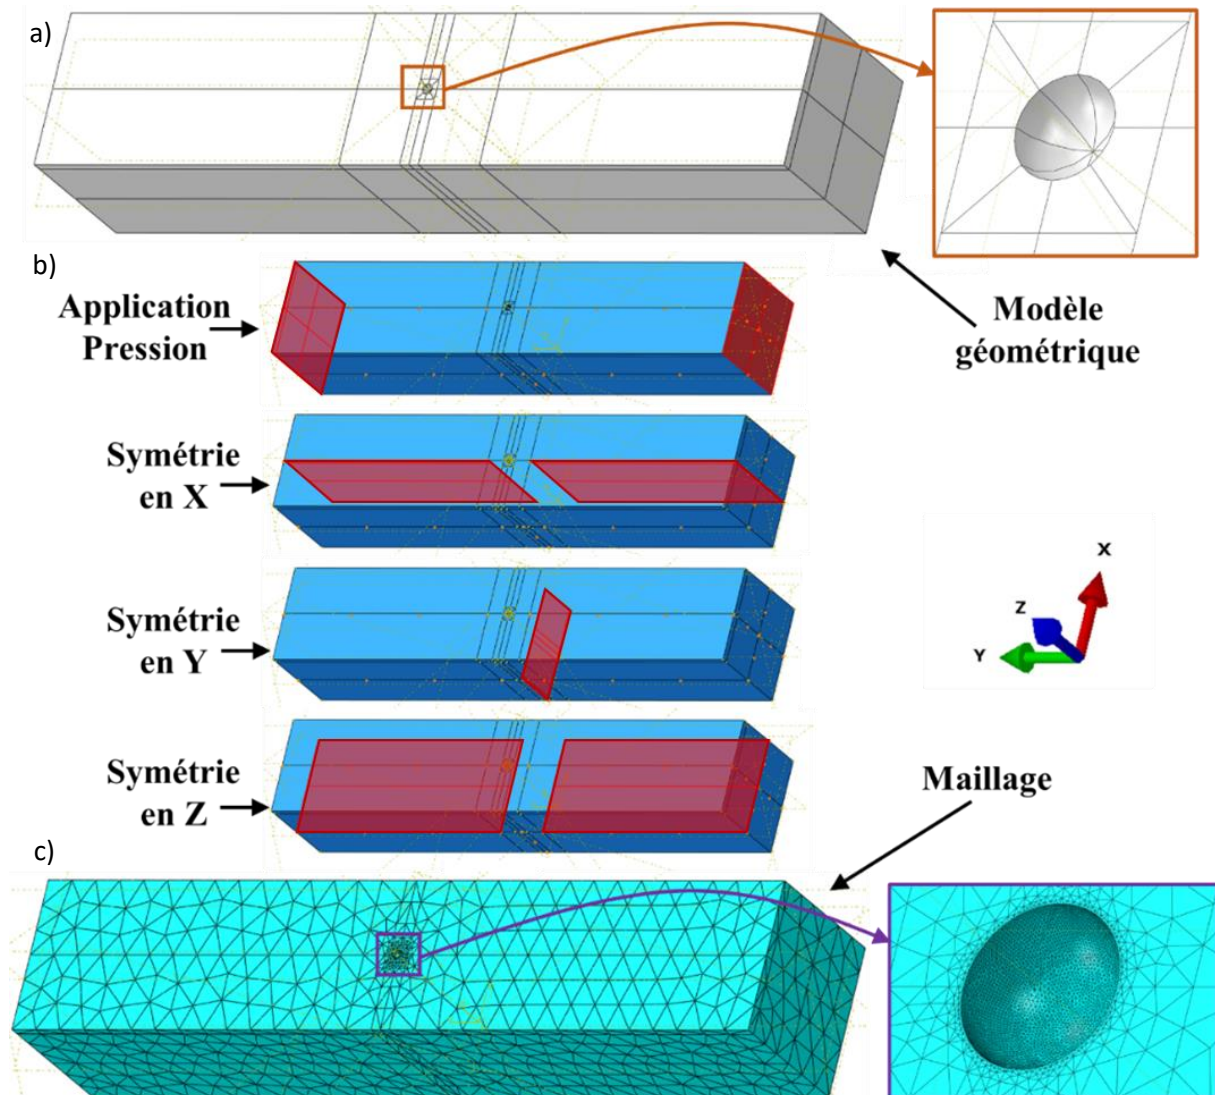 a)
b)
Application
Pression
Modèle
géométrique
Symétrie
en X
Symétrie
en Y
X
Z
Y
Symétrie
en Z
Maillage
c)